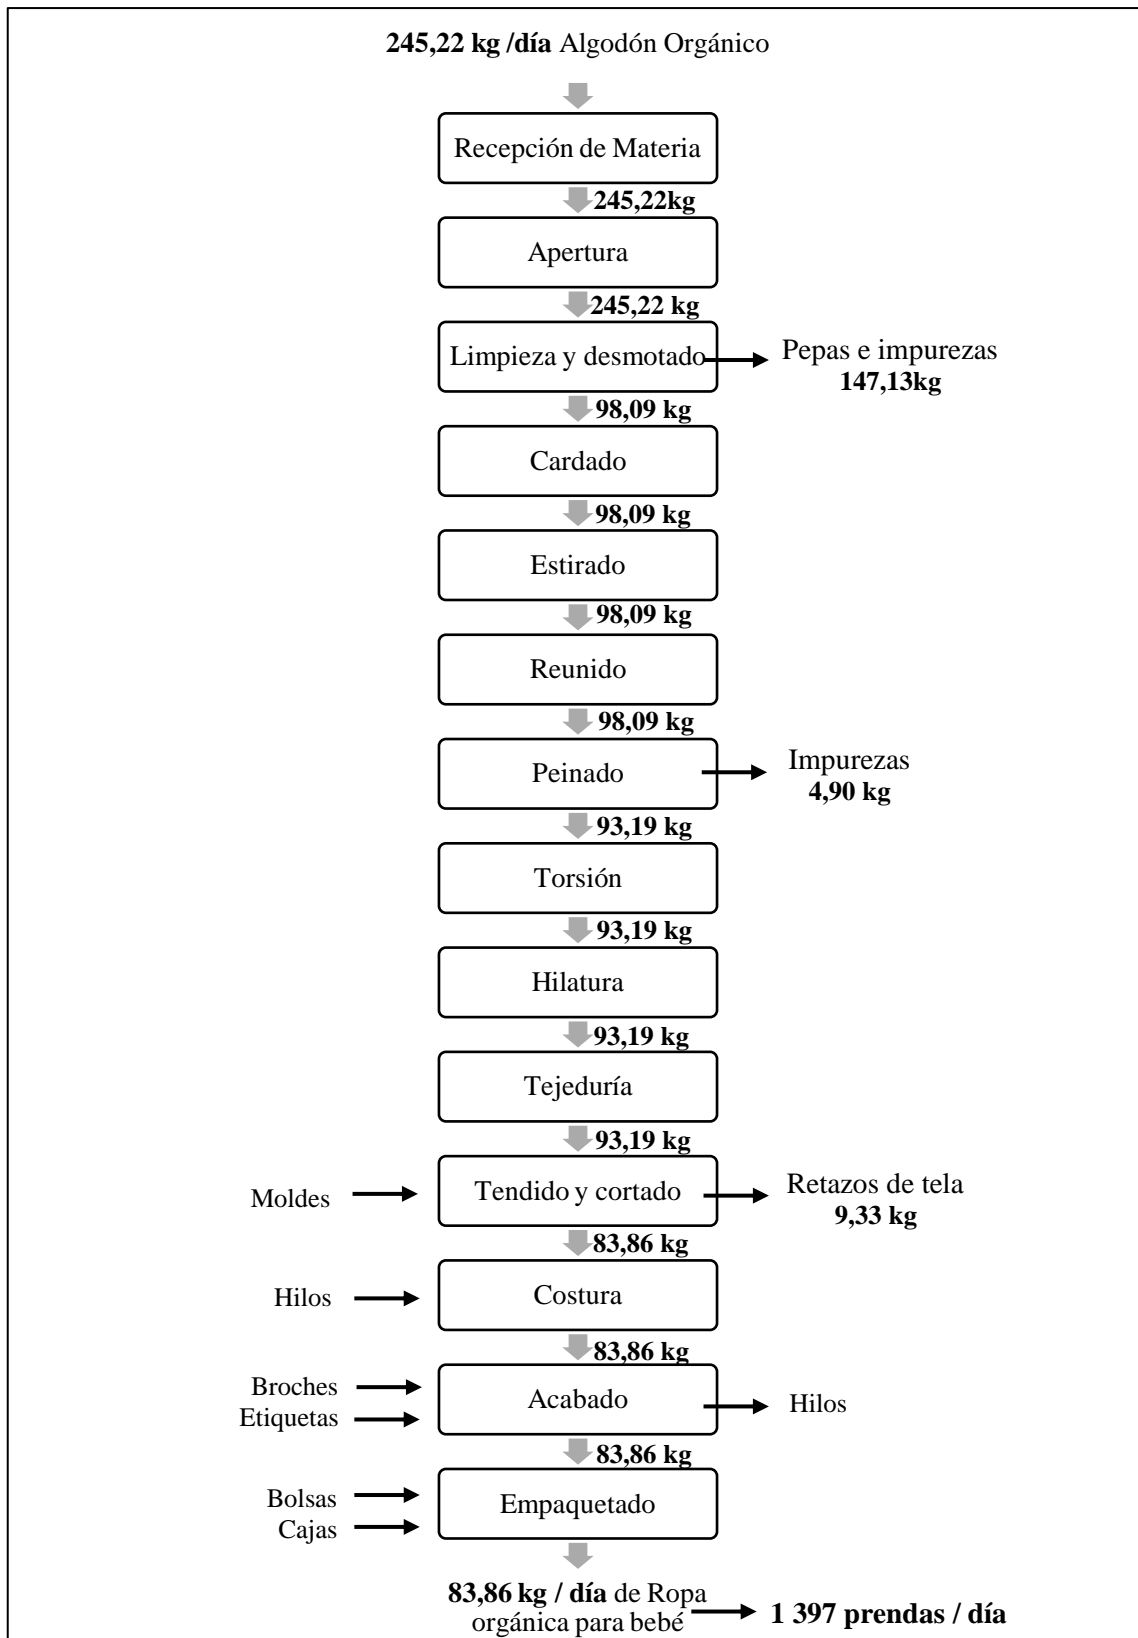 245,22 kg /día Algodón Orgánico
Recepción de Materia
245,22kg
Apertura
245,22 kg
Limpieza y desmotado
Pepas e impurezas
147,13kg
98,09 kg
Cardado
98,09 kg
Estirado
98,09 kg
Reunido
98,09 kg
Peinado
Impurezas
4,90 kg
93,19 kg
Torsión
93,19 kg
Hilatura
93,19 kg
Tejeduría
93,19 kg
Moldes
Tendido y cortado
Retazos de tela
9,33 kg
83,86 kg
Hilos
Costura
83,86 kg
Broches
Etiquetas
Acabado
Hilos
83,86 kg
Bolsas
Cajas
Empaquetado
83,86 kg / día de Ropa
orgánica para bebé
1 397 prendas / día